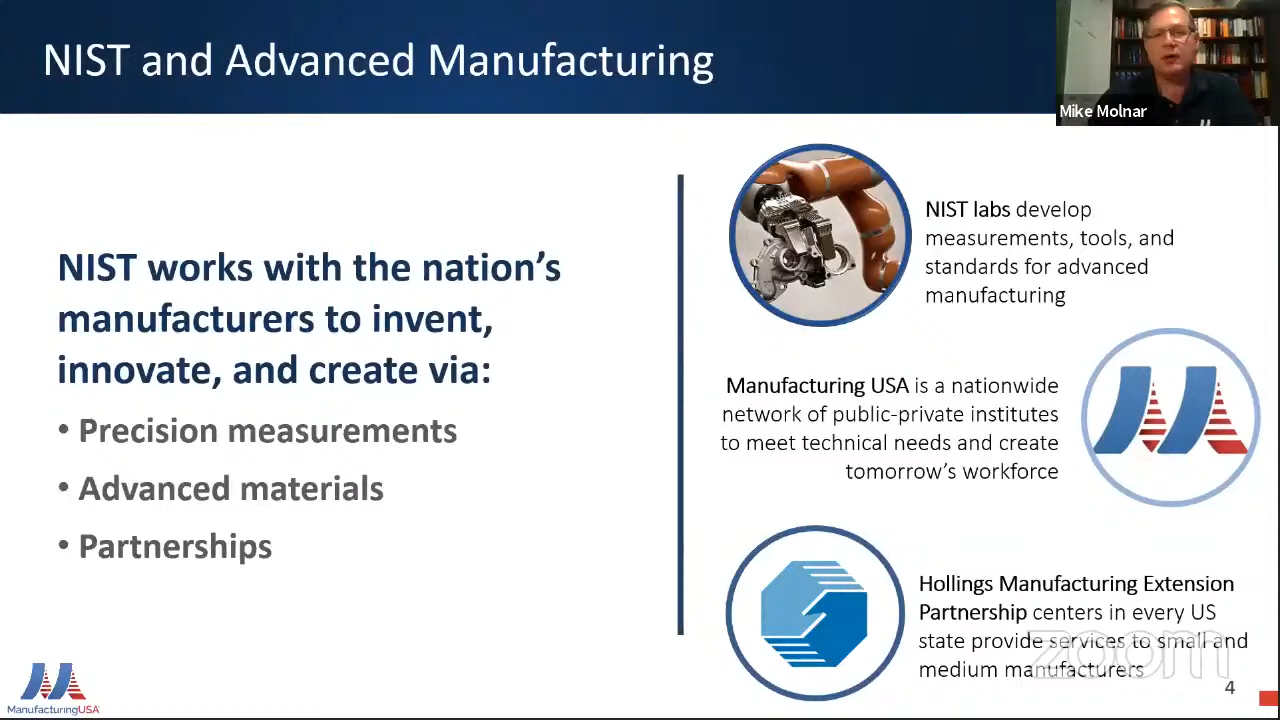 NIST and Advanced Manufacturing
Mike Molnar
NIST works with the nation’s
manufacturers to invent,
innovate, and create via:
• Precision measurements
• Advanced materials
• Partnerships
NIST labs develop
measurements, tools, and
standards for advanced
manufacturing
Manufacturing USA is a nationwide
network of public-private institutes
to meet technical needs and create
tomorrow’s workforce
Hollings Manufacturing Extension
Partnership centers in every US
state provide services to small and
medium manufacturers
zoom
4
ManufacturingUSA